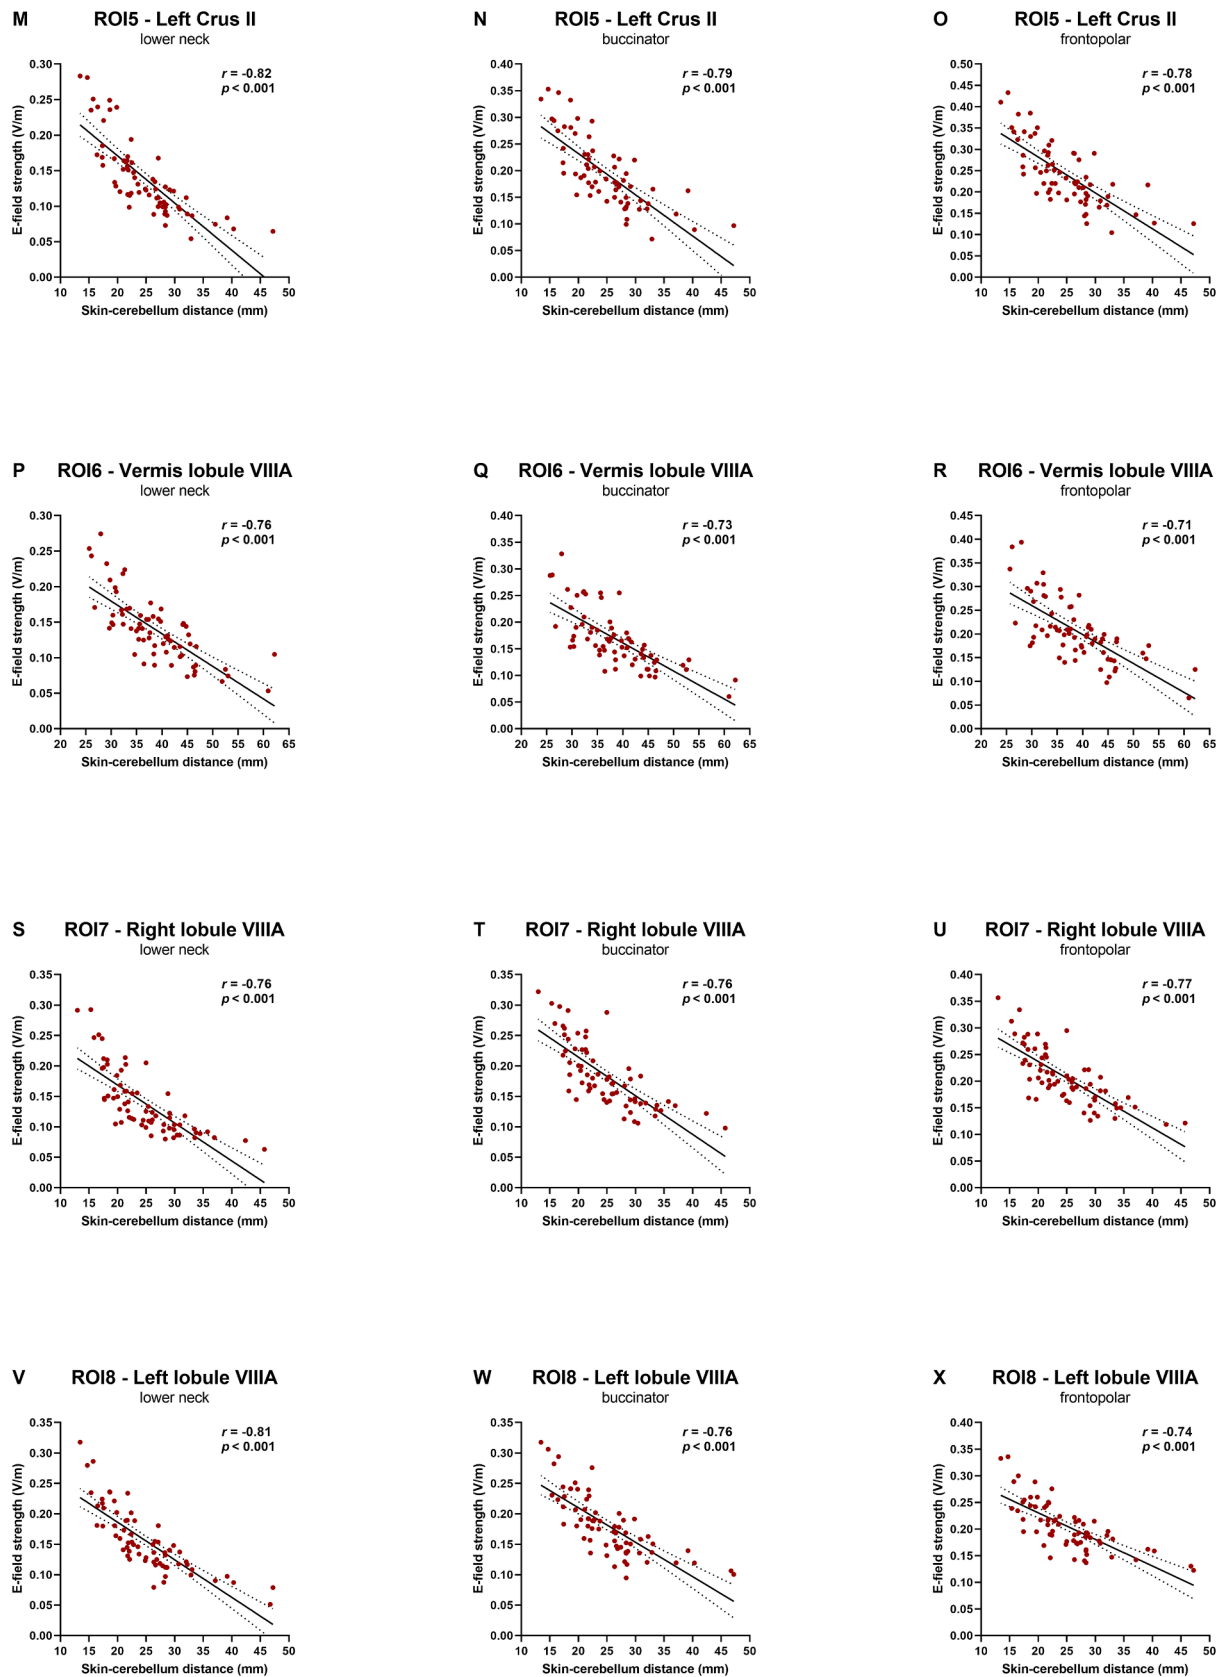 M ROI5 - Left Crus II
lower neck
r = -0.82
p < 0.001
E-field strength (V/m)
0.30
0.25
0.20
0.15
0.10
0.05
0.00
10 15 20 25 30 35 40 45 50
Skin-cerebellum distance (mm)
N ROI5 - Left Crus II
buccinator
r = -0.79
p < 0.001
E-field strength (V/m)
0.40
0.35
0.30
0.25
0.20
0.15
0.10
0.05
0.00
10 15 20 25 30 35 40 45 50
Skin-cerebellum distance (mm)
O ROI5 - Left Crus II
frontopolar
r = -0.78
p < 0.001
E-field strength (V/m)
0.50
0.45
0.40
0.35
0.30
0.25
0.20
0.15
0.10
0.05
0.00
10 15 20 25 30 35 40 45 50
Skin-cerebellum distance (mm)
P ROI6 - Vermis lobule VIIIA
lower neck
r = -0.76
p < 0.001
E-field strength (V/m)
0.30
0.25
0.20
0.15
0.10
0.05
0.00
20 25 30 35 40 45 50 55 60 65
Skin-cerebellum distance (mm)
Q ROI6 - Vermis lobule VIIIA
buccinator
r = -0.73
p < 0.001
E-field strength (V/m)
0.40
0.35
0.30
0.25
0.20
0.15
0.10
0.05
0.00
20 25 30 35 40 45 50 55 60 65
Skin-cerebellum distance (mm)
R ROI6 - Vermis lobule VIIIA
frontopolar
r = -0.71
p < 0.001
E-field strength (V/m)
0.45
0.40
0.35
0.30
0.25
0.20
0.15
0.10
0.05
0.00
20 25 30 35 40 45 50 55 60 65
Skin-cerebellum distance (mm)
S ROI7 - Right lobule VIIIA
lower neck
r = -0.76
p < 0.001
E-field strength (V/m)
0.35
0.30
0.25
0.20
0.15
0.10
0.05
0.00
10 15 20 25 30 35 40 45 50
Skin-cerebellum distance (mm)
T ROI7 - Right lobule VIIIA
buccinator
r = -0.76
p < 0.001
E-field strength (V/m)
0.35
0.30
0.25
0.20
0.15
0.10
0.05
0.00
10 15 20 25 30 35 40 45 50
Skin-cerebellum distance (mm)
U ROI7 - Right lobule VIIIA
frontopolar
r = -0.77
p < 0.001
E-field strength (V/m)
0.40
0.35
0.30
0.25
0.20
0.15
0.10
0.05
0.00
10 15 20 25 30 35 40 45 50
Skin-cerebellum distance (mm)
V ROI8 - Left lobule VIIIA
lower neck
r = -0.81
p < 0.001
E-field strength (V/m)
0.35
0.30
0.25
0.20
0.15
0.10
0.05
0.00
10 15 20 25 30 35 40 45 50
Skin-cerebellum distance (mm)
W ROI8 - Left lobule VIIIA
buccinator
r = -0.76
p < 0.001
E-field strength (V/m)
0.35
0.30
0.25
0.20
0.15
0.10
0.05
0.00
10 15 20 25 30 35 40 45 50
Skin-cerebellum distance (mm)
X ROI8 - Left lobule VIIIA
frontopolar
r = -0.74
p < 0.001
E-field strength (V/m)
0.40
0.35
0.30
0.25
0.20
0.15
0.10
0.05
0.00
10 15 20 25 30 35 40 45 50
Skin-cerebellum distance (mm)